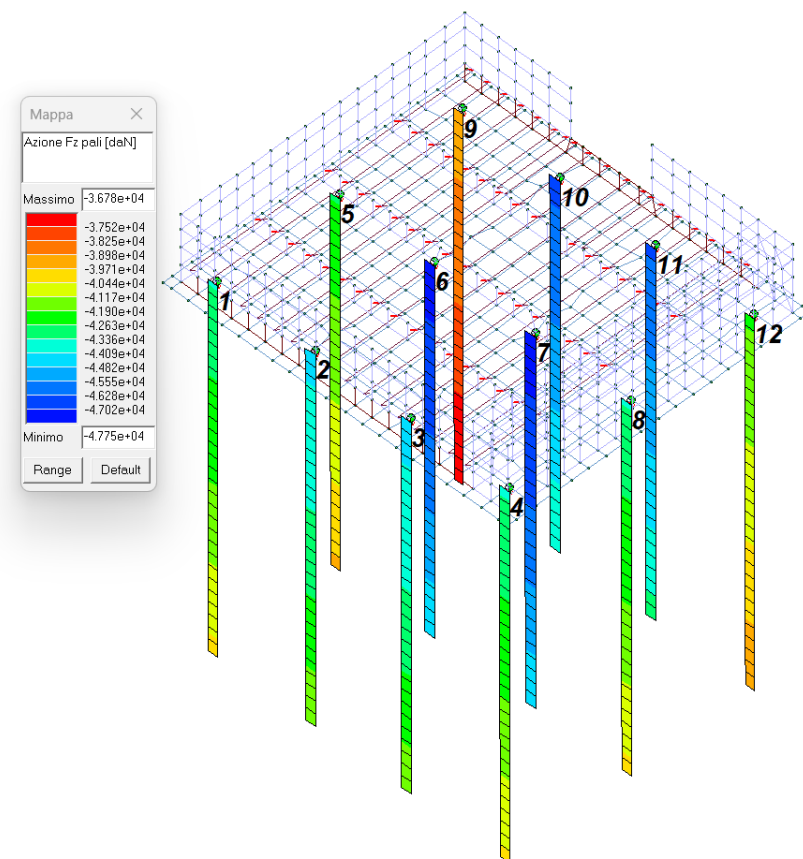 Mappa
Azione Fz pali [daN]
Massimo -3.678e+04
-3.752e+04
-3.825e+04
-3.898e+04
-3.971e+04
-4.044e+04
-4.117e+04
-4.190e+04
-4.263e+04
-4.336e+04
-4.409e+04
-4.482e+04
-4.555e+04
-4.628e+04
-4.702e+04
Minimo -4.775e+04
Range Default
9
10
5
11
6
1
12
7
2
8
3
4